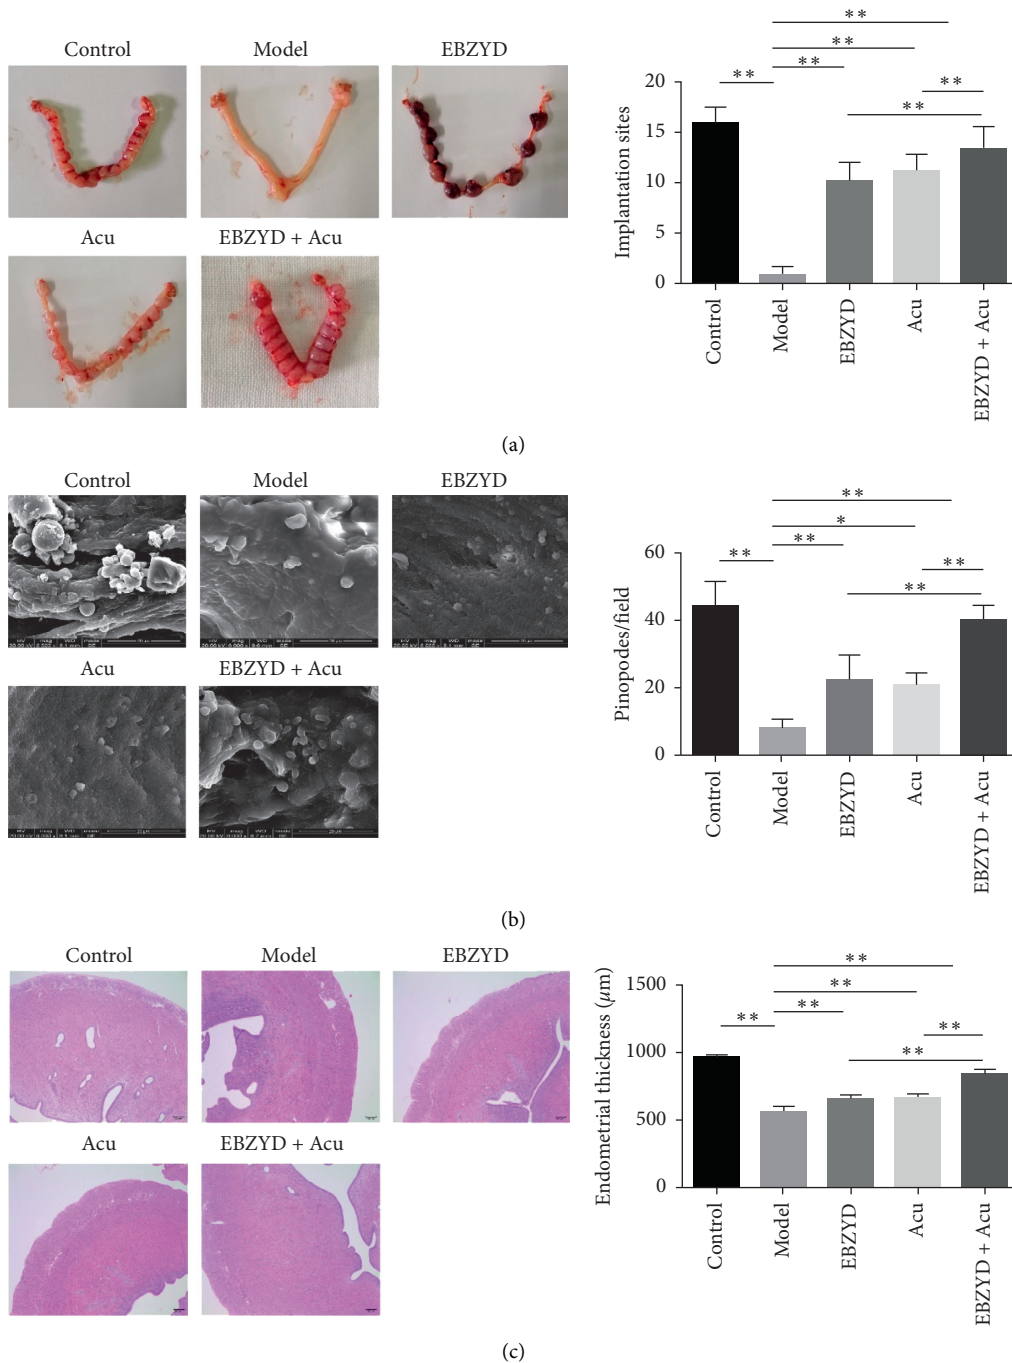 Control
Model
EBZYD
Acu
EBZYD + Acu
**
**
**
**
**
**
Implantation sites
20
15
10
5
0
Control
Model
EBZYD
Acu
EBZYD + Acu
(a)
Control
Model
EBZYD
Acu
EBZYD + Acu
**
*
**
**
**
**
Pinopodes/field
60
40
20
0
Control
Model
EBZYD
Acu
EBZYD + Acu
(b)
Control
Model
EBZYD
Acu
EBZYD + Acu
**
**
**
**
**
**
Endometrial thickness (μm)
1500
1000
500
0
Control
Model
EBZYD
Acu
EBZYD + Acu
(c)